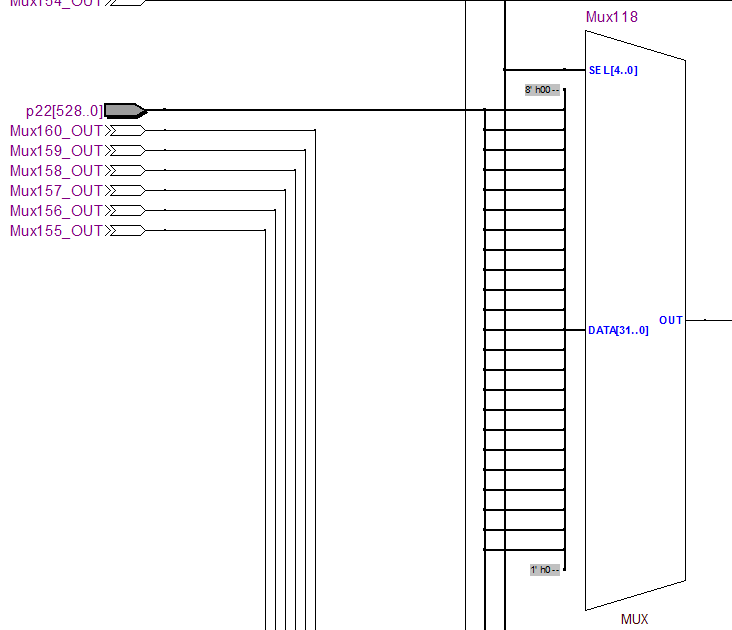 Mux154_OUT
Mux118
SEL[4..0]
8' h00 --
p22[528..0]
Mux160_OUT
Mux159_OUT
Mux158_OUT
Mux157_OUT
Mux156_OUT
Mux155_OUT
OUT
DATA[31..0]
1' h0 --
MUX